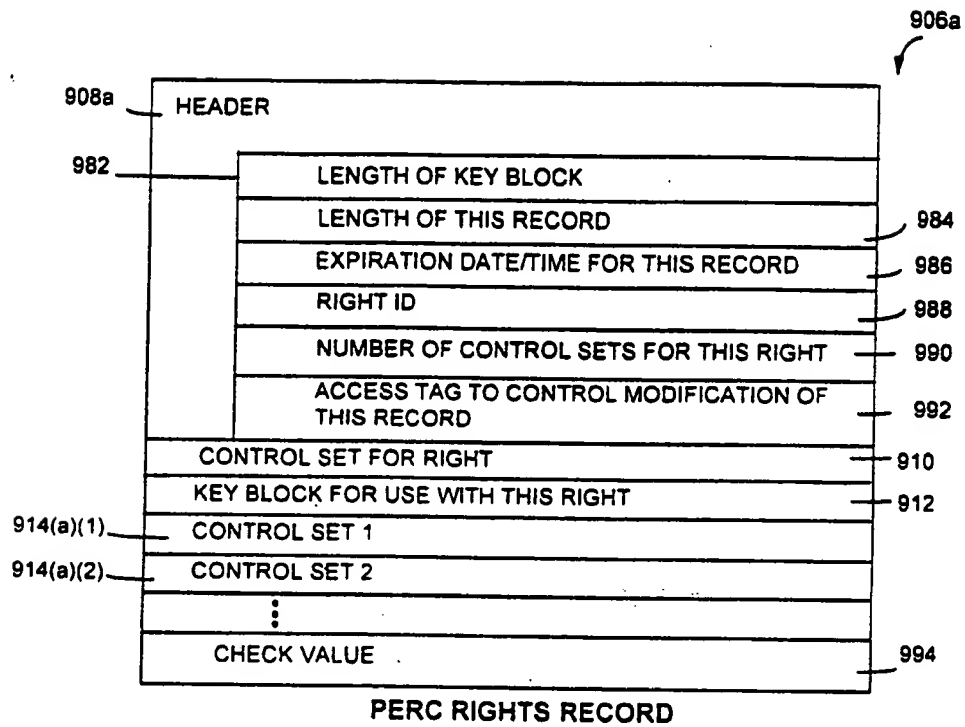 906a
908a
HEADER
982
LENGTH OF KEY BLOCK
LENGTH OF THIS RECORD
984
EXPIRATION DATE/TIME FOR THIS RECORD
986
RIGHT ID
988
NUMBER OF CONTROL SETS FOR THIS RIGHT
990
ACCESS TAG TO CONTROL MODIFICATION OF
THIS RECORD
992
CONTROL SET FOR RIGHT
910
KEY BLOCK FOR USE WITH THIS RIGHT
912
914(a)(1)
CONTROL SET 1
914(a)(2)
CONTROL SET 2
CHECK VALUE
994
PERC RIGHTS RECORD